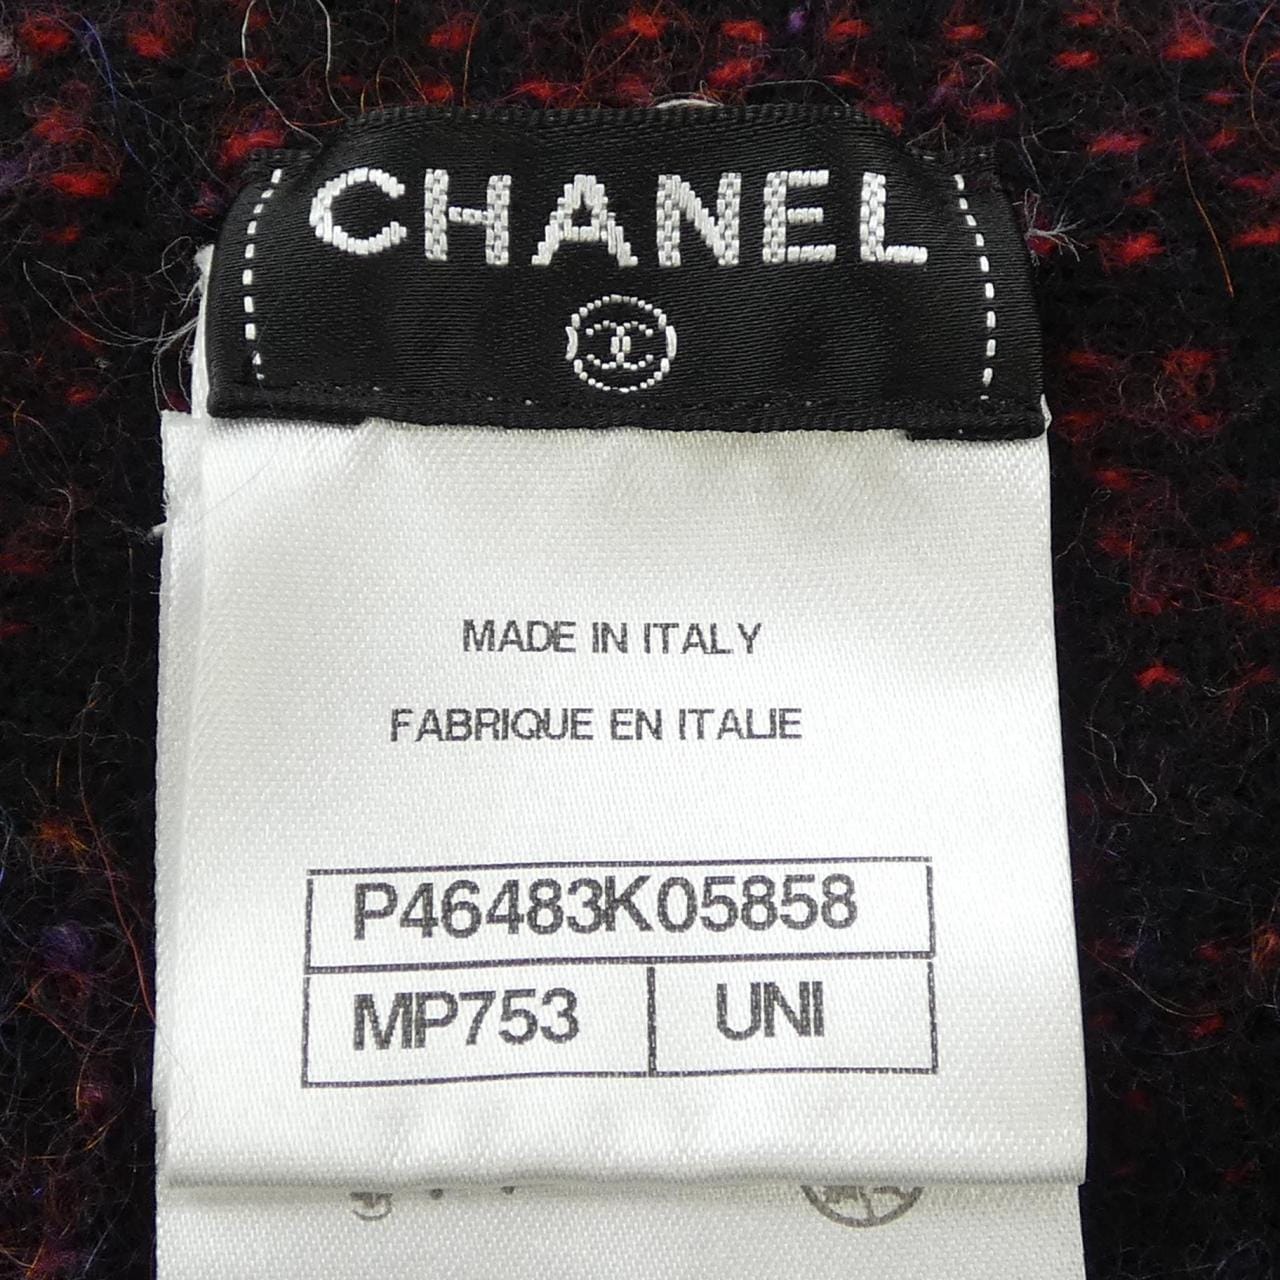 CHANEL
MADE IN ITALY
FABRIQUE EN ITALIE
P46483K05858
MP753 UNI